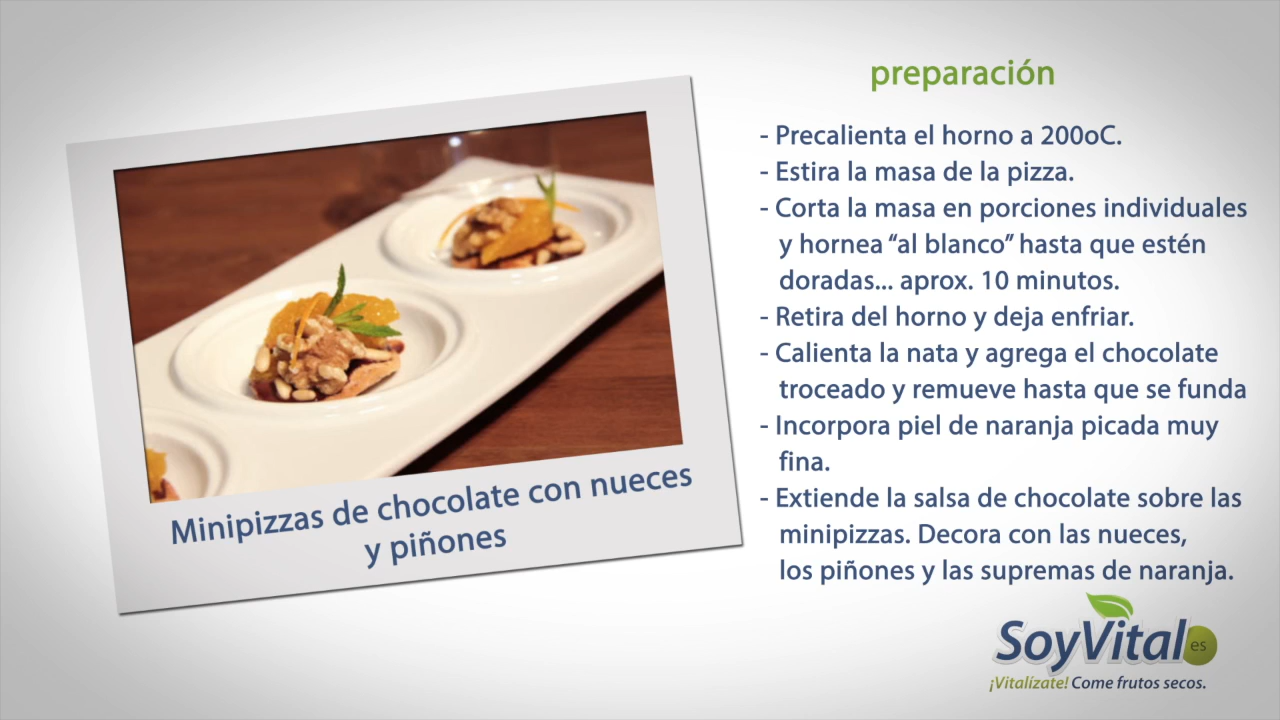 preparación
- Precalienta el horno a 200oC.
- Estira la masa de la pizza.
- Corta la masa en porciones individuales
y hornea “al blanco” hasta que estén
doradas... aprox. 10 minutos.
- Retira del horno y deja enfriar.
- Calienta la nata y agrega el chocolate
troceado y remueve hasta que se funda
- Incorpora piel de naranja picada muy
fina.
- Extiende la salsa de chocolate sobre las
minipizzas. Decora con las nueces,
los piñones y las supremas de naranja.
Minipizzas de chocolate con nueces
y piñones
SoyVital es
¡Vitalízate! Come frutos secos.